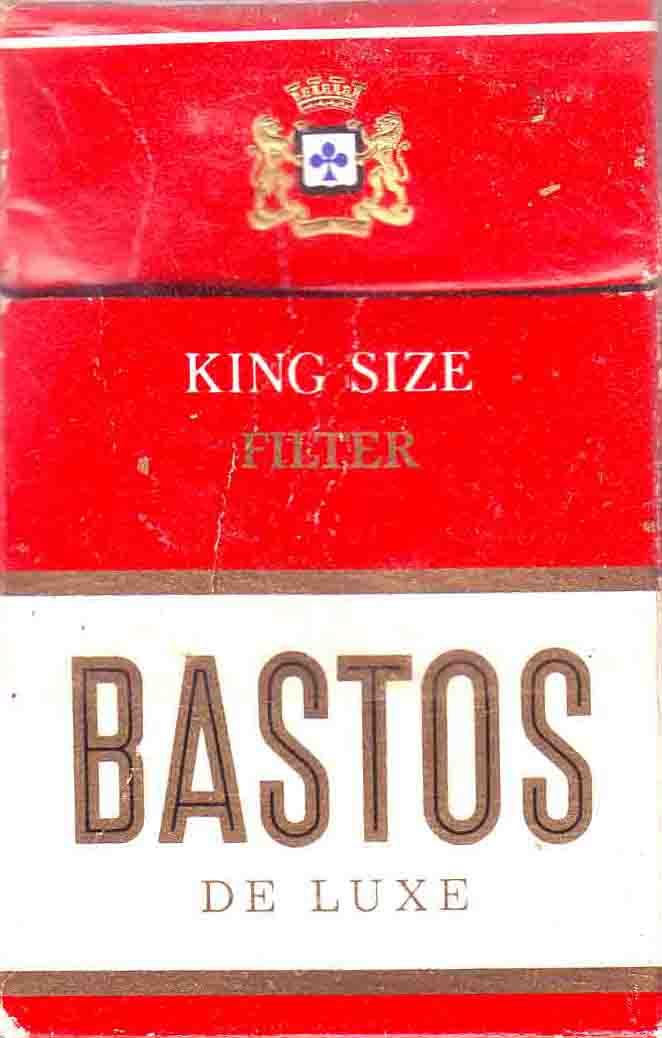 KING SIZE
FILTER
BASTOS
DE LUXE